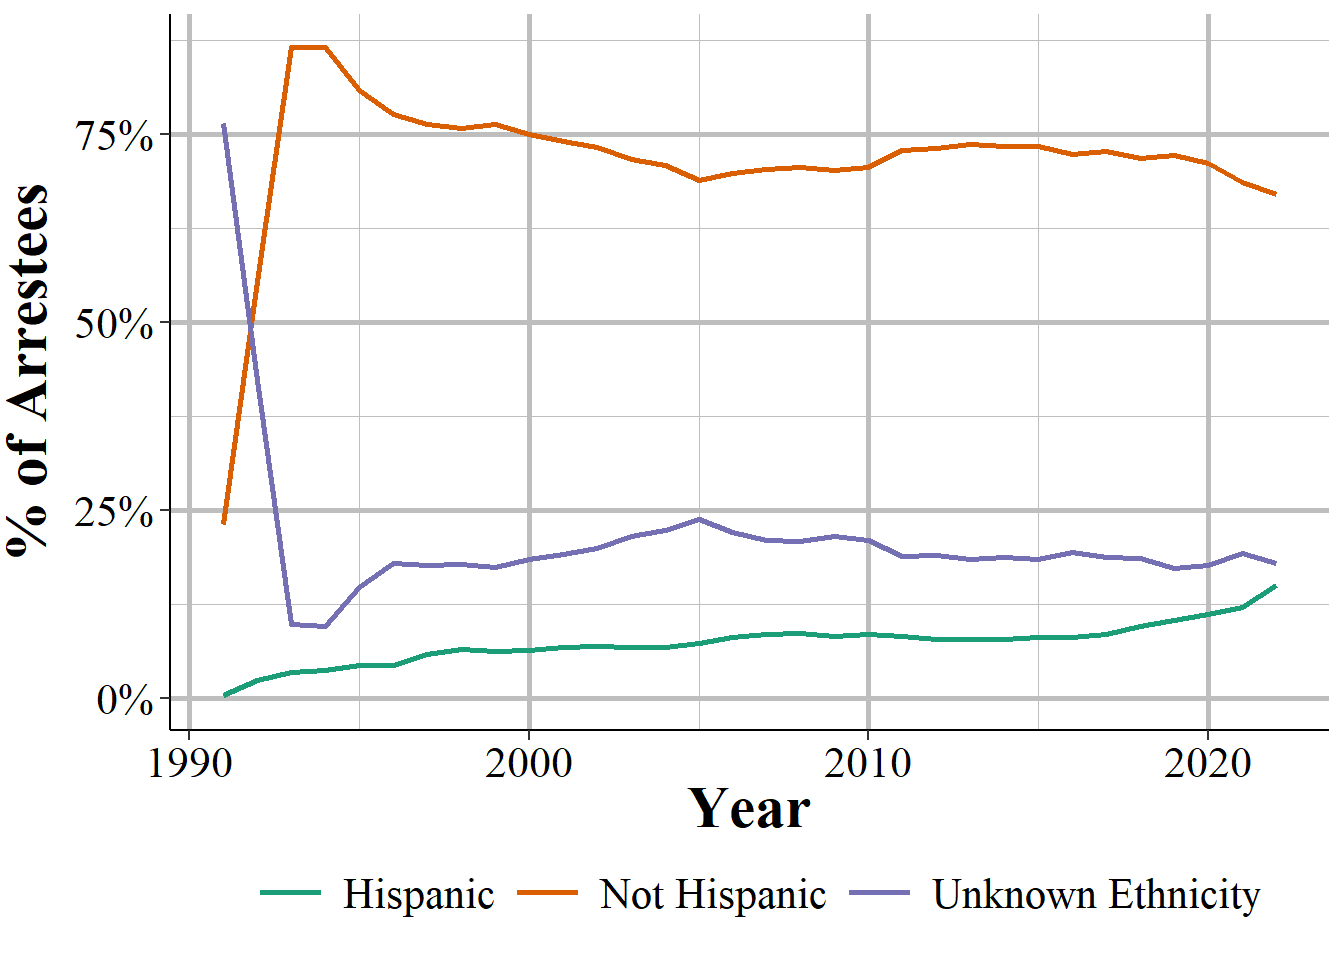 % of Arrestees
75%
50%
25%
0%
1990 2000 2010 2020
Year
Hispanic Not Hispanic Unknown Ethnicity